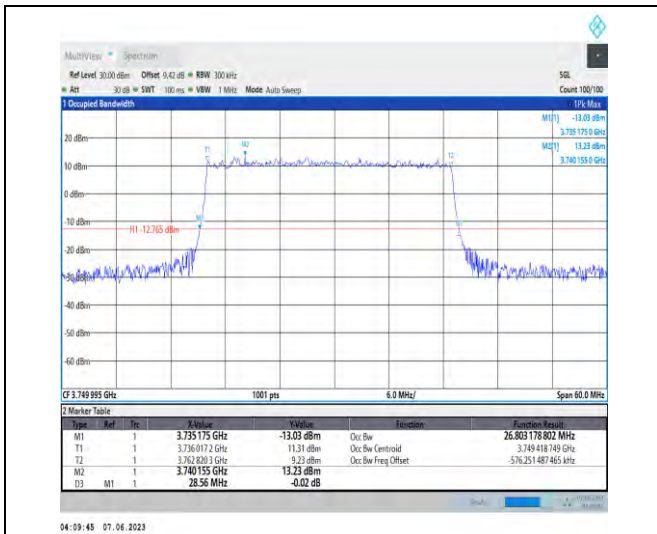 MultiView Spectrum
Ref Level 30.00 dBm Offset 9.42 dB RBW 300 kHz SGL
Att 30 dB SWT 100 ms VBW 1 MHz Mode Auto Sweep Count 100/100
1 Occupied Bandwidth 1Pk Max
M1[1] -13.03 dBm
3.735 175 0 GHz
M2[1] 13.23 dBm
3.740 155 0 GHz
20 dBm
T1
M2
T2
10 dBm
0 dBm
-10 dBm
M1
H1 -12.765 dBm
-20 dBm
-30 dBm
-40 dBm
-50 dBm
-60 dBm
CF 3.749 995 GHz 1001 pts 6.0 MHz/ Span 60.0 MHz
2 Marker Table
Type Ref Trc X-Value Y-Value Function Function Result
M1 1 3.735 175 GHz -13.03 dBm Occ Bw 26.803 178 802 MHz
T1 1 3.736 017 2 GHz 11.31 dBm Occ Bw Centroid 3.749 418 749 GHz
T2 1 3.762 820 3 GHz 9.23 dBm Occ Bw Freq Offset -576.251 487 465 kHz
M2 1 3.740 155 GHz 13.23 dBm
D3 M1 1 28.56 MHz -0.02 dB
04:09:45 07.06.2023